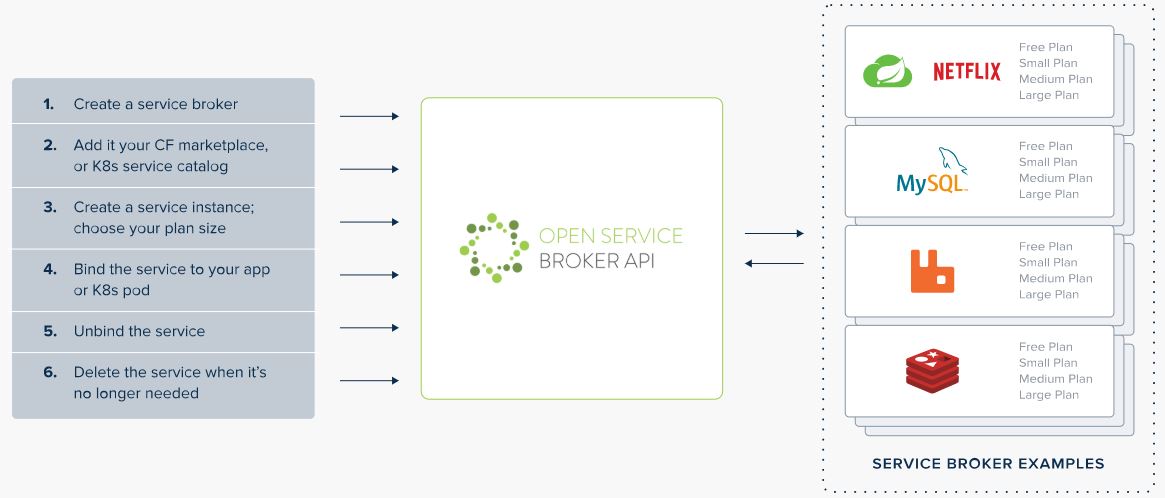 1. Create a service broker
2. Add it your CF marketplace,
or K8s service catalog
3. Create a service instance;
choose your plan size
4. Bind the service to your app
or K8s pod
5. Unbind the service
6. Delete the service when it's
no longer needed
OPEN SERVICE
BROKER API
NETFLIX
Free Plan
Small Plan
Medium Plan
Large Plan
MySQL
Free Plan
Small Plan
Medium Plan
Large Plan
Free Plan
Small Plan
Medium Plan
Large Plan
Free Plan
Small Plan
Medium Plan
Large Plan
SERVICE BROKER EXAMPLES